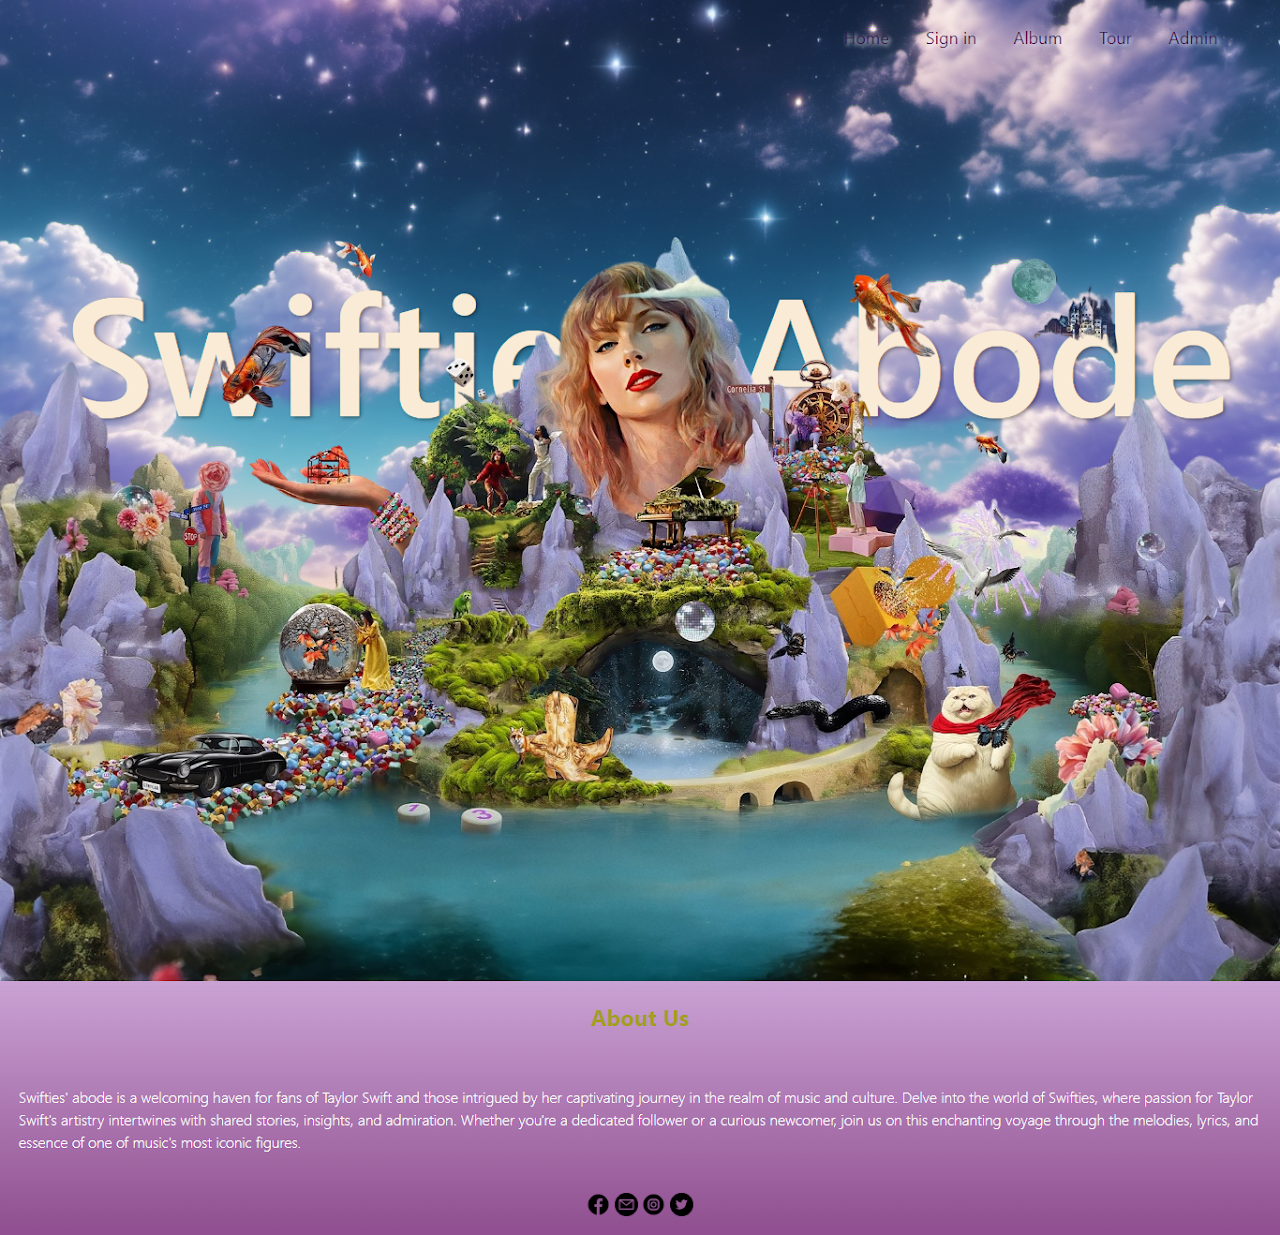 Home Sign in Album Tour Admin
Swiftie Abode
Cornelia St
STOP
1 3
About Us
Swifties' abode is a welcoming haven for fans of Taylor Swift and those intrigued by her captivating journey in the realm of music and culture. Delve into the world of Swifties, where passion for Taylor
Swift's artistry intertwines with shared stories, insights, and admiration. Whether you're a dedicated follower or a curious newcomer, join us on this enchanting voyage through the melodies, lyrics, and
essence of one of music's most iconic figures.